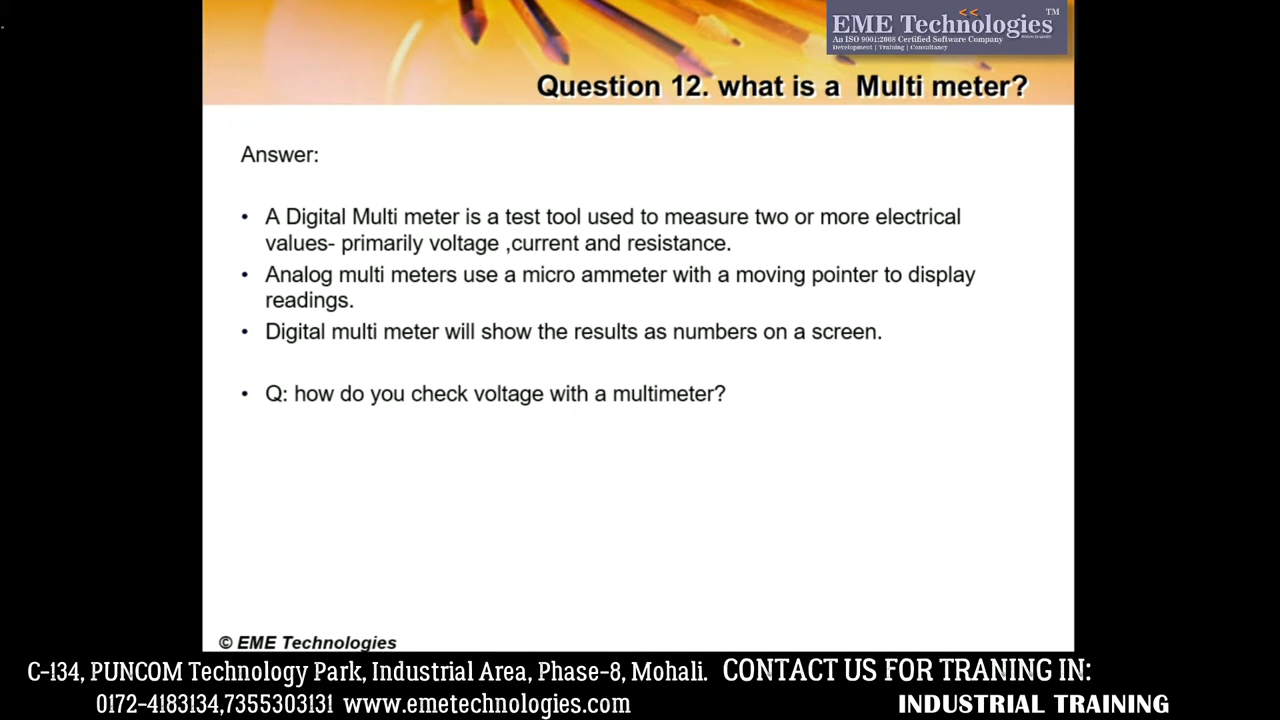 EME Technologies TM
An ISO 9001:2008 Certified Software Company
Development | Training | Consultancy
Question 12. what is a Multi meter?
Answer:
• A Digital Multi meter is a test tool used to measure two or more electrical
values- primarily voltage ,current and resistance.
• Analog multi meters use a micro ammeter with a moving pointer to display
readings.
• Digital multi meter will show the results as numbers on a screen.
• Q: how do you check voltage with a multimeter?
© EME Technologies
C-134, PUNCOM Technology Park, Industrial Area, Phase-8, Mohali. CONTACT US FOR TRANING IN:
0172-4183134,7355303131 www.emetechnologies.com INDUSTRIAL TRAINING